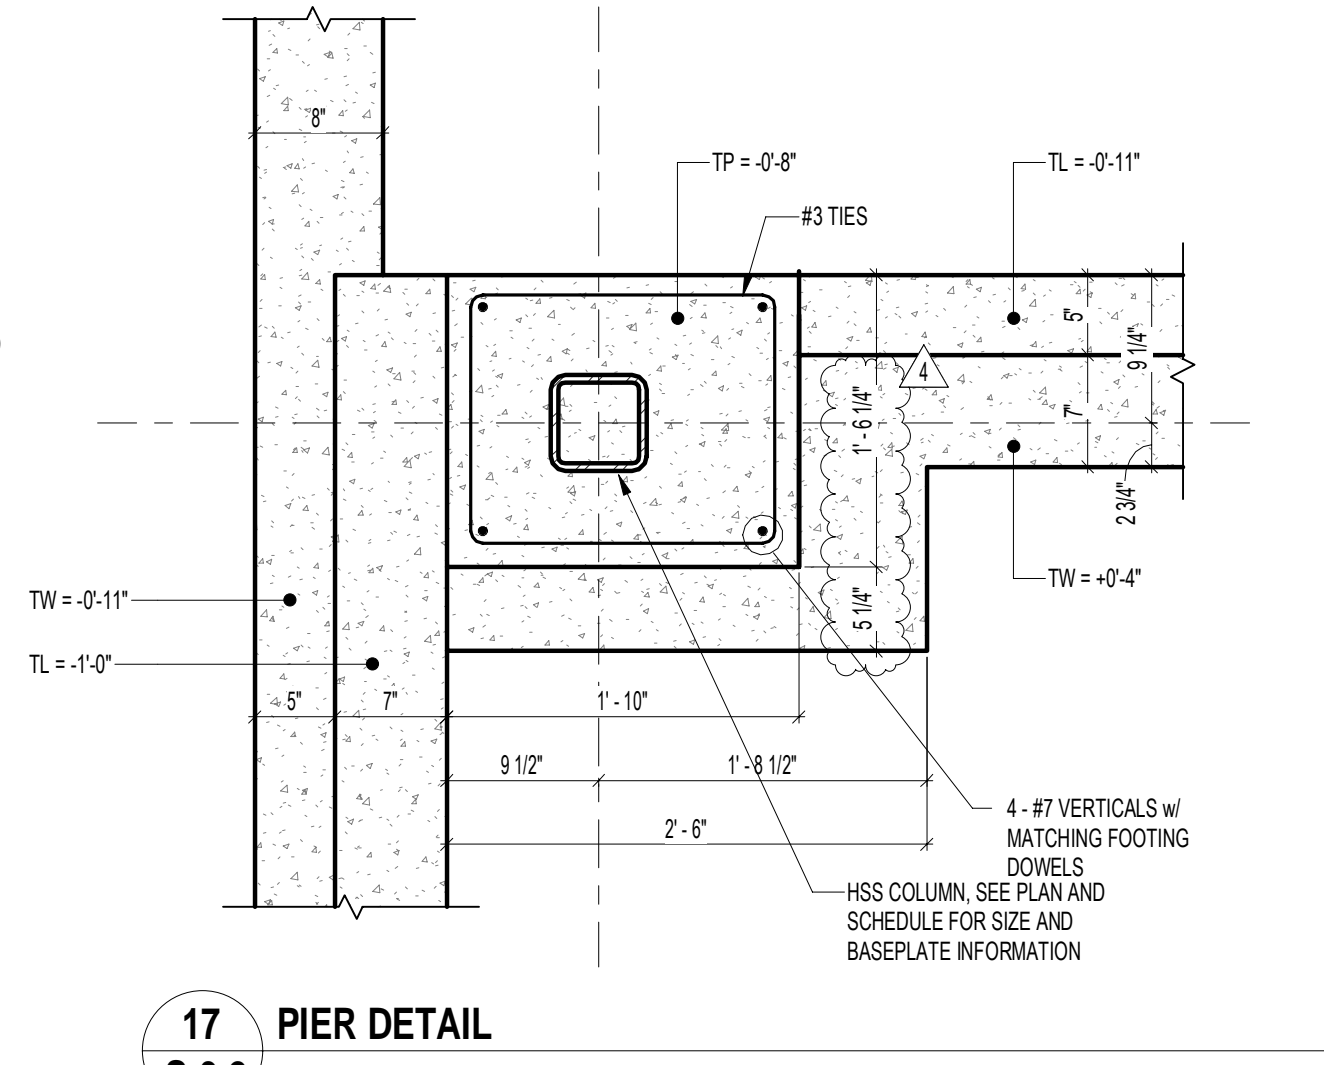 8"
TP = -0'-8"
TL = -0'-11"
#3 TIES
5"
9 1/4"
4
1' - 6 1/4"
7"
2 3/4"
TW = +0'-4"
5 1/4"
TW = -0'-11"
TL = -1'-0"
5"
7"
1' - 10"
9 1/2"
1' - 8 1/2"
2' - 6"
4 - #7 VERTICALS w/
MATCHING FOOTING
DOWELS
HSS COLUMN, SEE PLAN AND
SCHEDULE FOR SIZE AND
BASEPLATE INFORMATION
17
PIER DETAIL